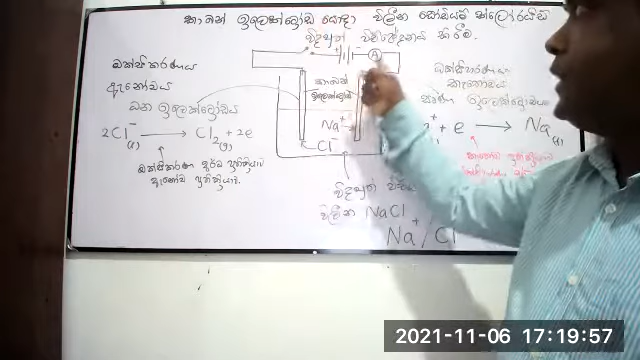 කාබන් ඉලෙක්ට්‍රෝඩ යොදා විලීන සෝඩියම් ක්ලෝරයිඩ්
විද්‍යුත් විච්ඡේදනය කිරීම.
ඔක්සිකරණය
ඇනෝඩය
ධන ඉලෙක්ට්‍රෝඩය
2Cl⁻(l) → Cl₂(g) + 2e
ඔක්සිකරණ අර්ධ ප්‍රතික්‍රියාව
ඇනෝඩ ප්‍රතික්‍රියාව.
+
-
A
කාබන්
ඉලෙක්ට්‍රෝඩ
Na⁺
Cl⁻
විද්‍යුත්
විලීන NaCl
Na⁺/Cl
කැතෝඩය
ඉලෙක්ට්‍රෝඩය
+ e → Na(l)
කැතෝඩ
2021-11-06 17:19:57